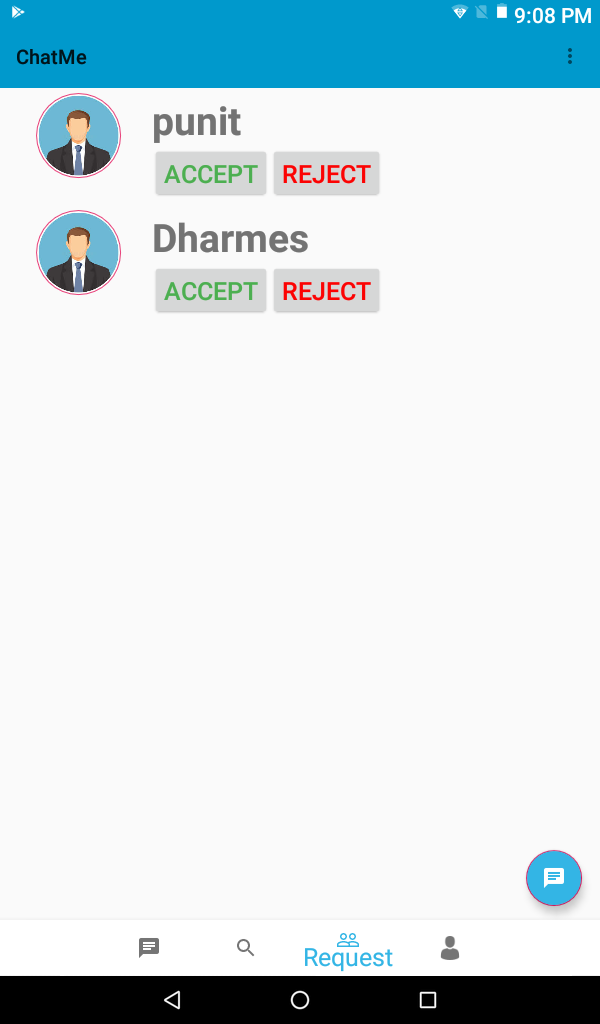 9:08 PM
ChatMe
punit
ACCEPT REJECT
Dharmes
ACCEPT REJECT
Request